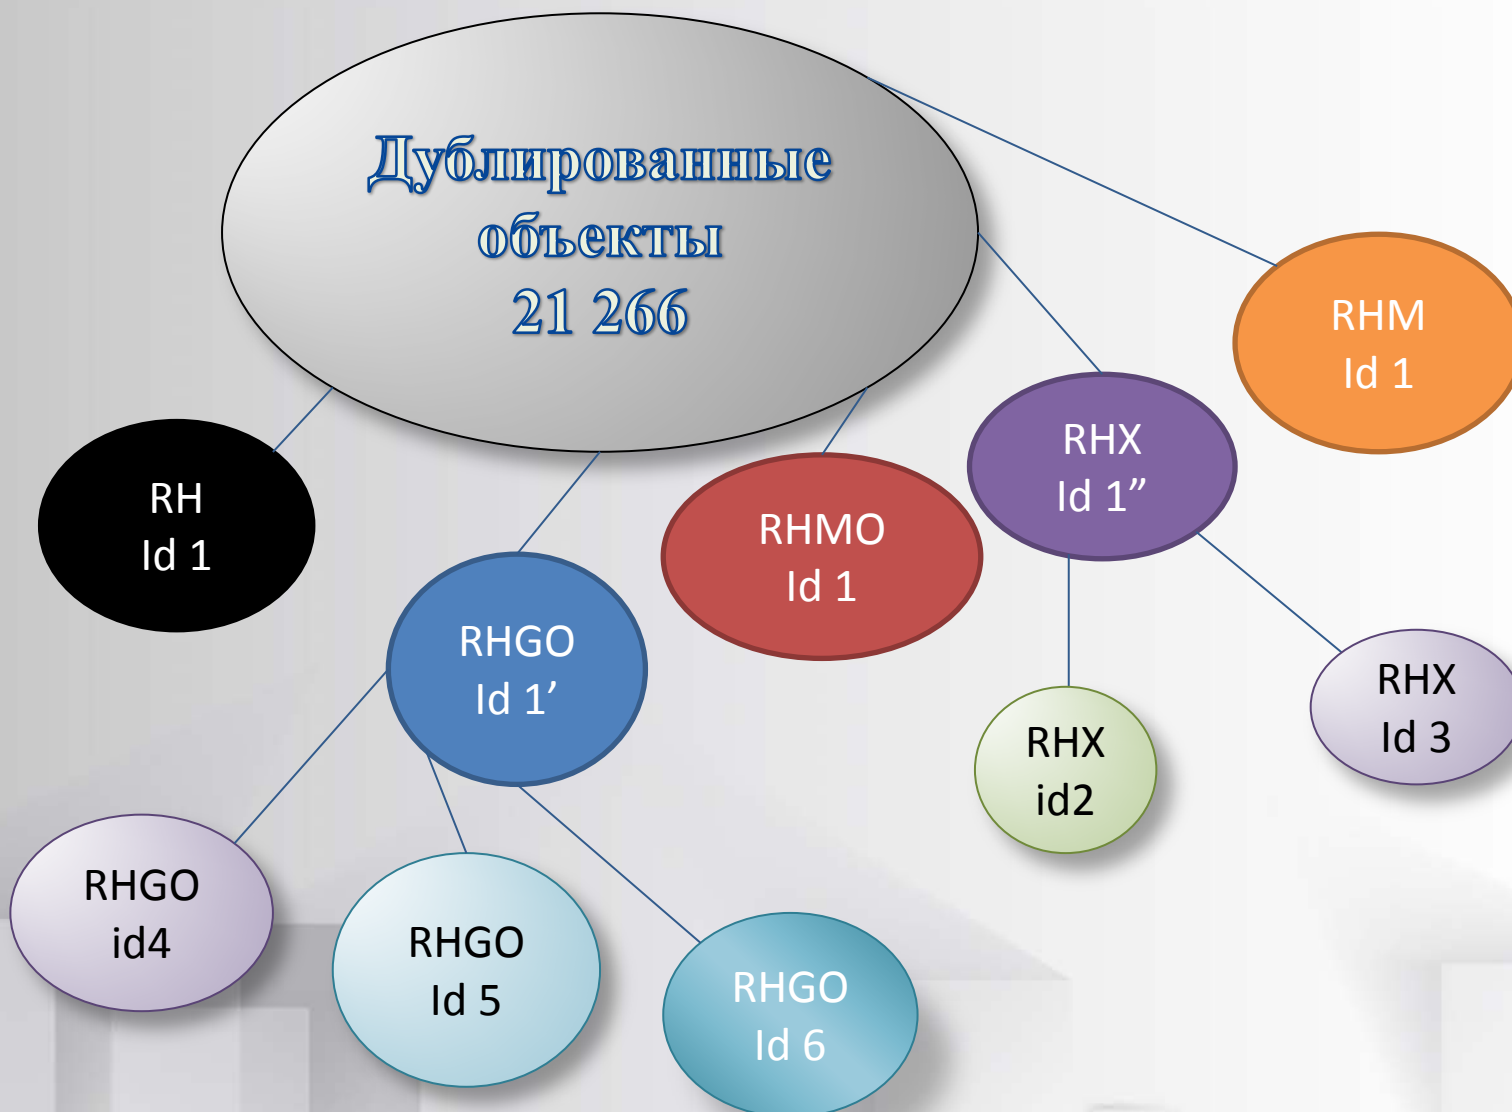 Дублированные
объекты
21 266
RHM
Id 1
RHX
Id 1”
RH
Id 1
RHMO
Id 1
RHGO
Id 1’
RHX
Id 3
RHX
id2
RHGO
id4
RHGO
Id 5
RHGO
Id 6